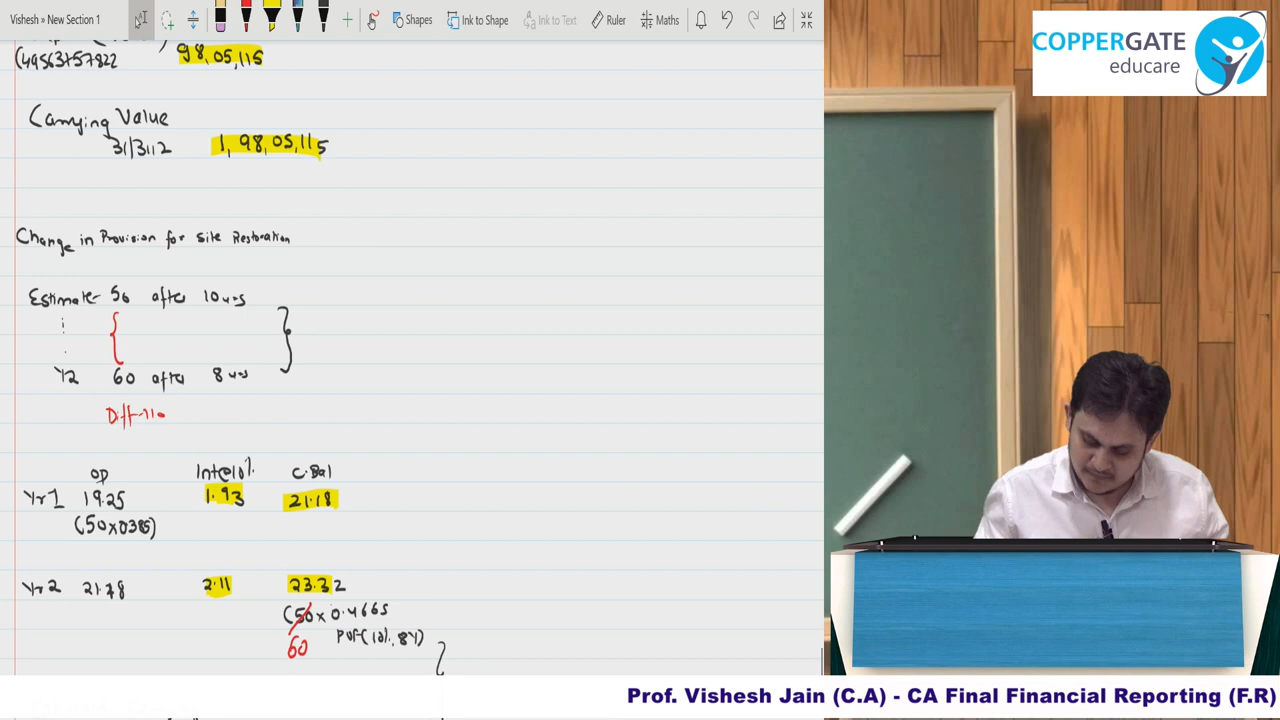 Vishesh » New Section 1
Shapes
Ink to Shape
Ink to Text
Ruler
Maths
(49563+57822
98,05,115
Carrying Value
31/3/12 1,98,05,115
Change in Provision for Site Restoration
Estimate 50 after 10 yrs
Y2 60 after 8 yrs
Diff-110
OP Int@10% C.Bal
Yr1 19.25 1.93 21.18
(50x0385)
Yr2 21.18 2.11 23.32
(50x0.4665
PVF(10%,8Y)
60
COPPERGATE
educare
Prof. Vishesh Jain (C.A) - CA Final Financial Reporting (F.R)